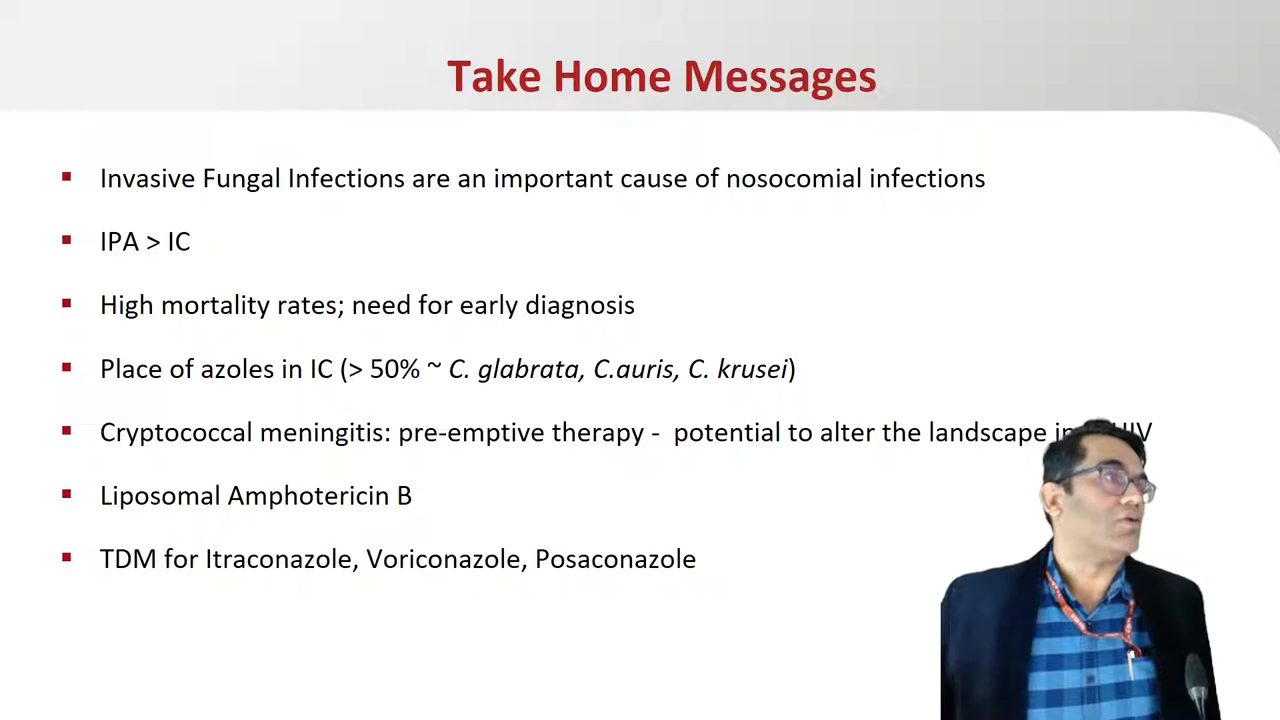 Take Home Messages
Invasive Fungal Infections are an important cause of nosocomial infections
IPA > IC
High mortality rates; need for early diagnosis
Place of azoles in IC (> 50% ~ C. glabrata, C.auris, C. krusei)
Cryptococcal meningitis: pre-emptive therapy - potential to alter the landscape
Liposomal Amphotericin B
TDM for Itraconazole, Voriconazole, Posaconazole